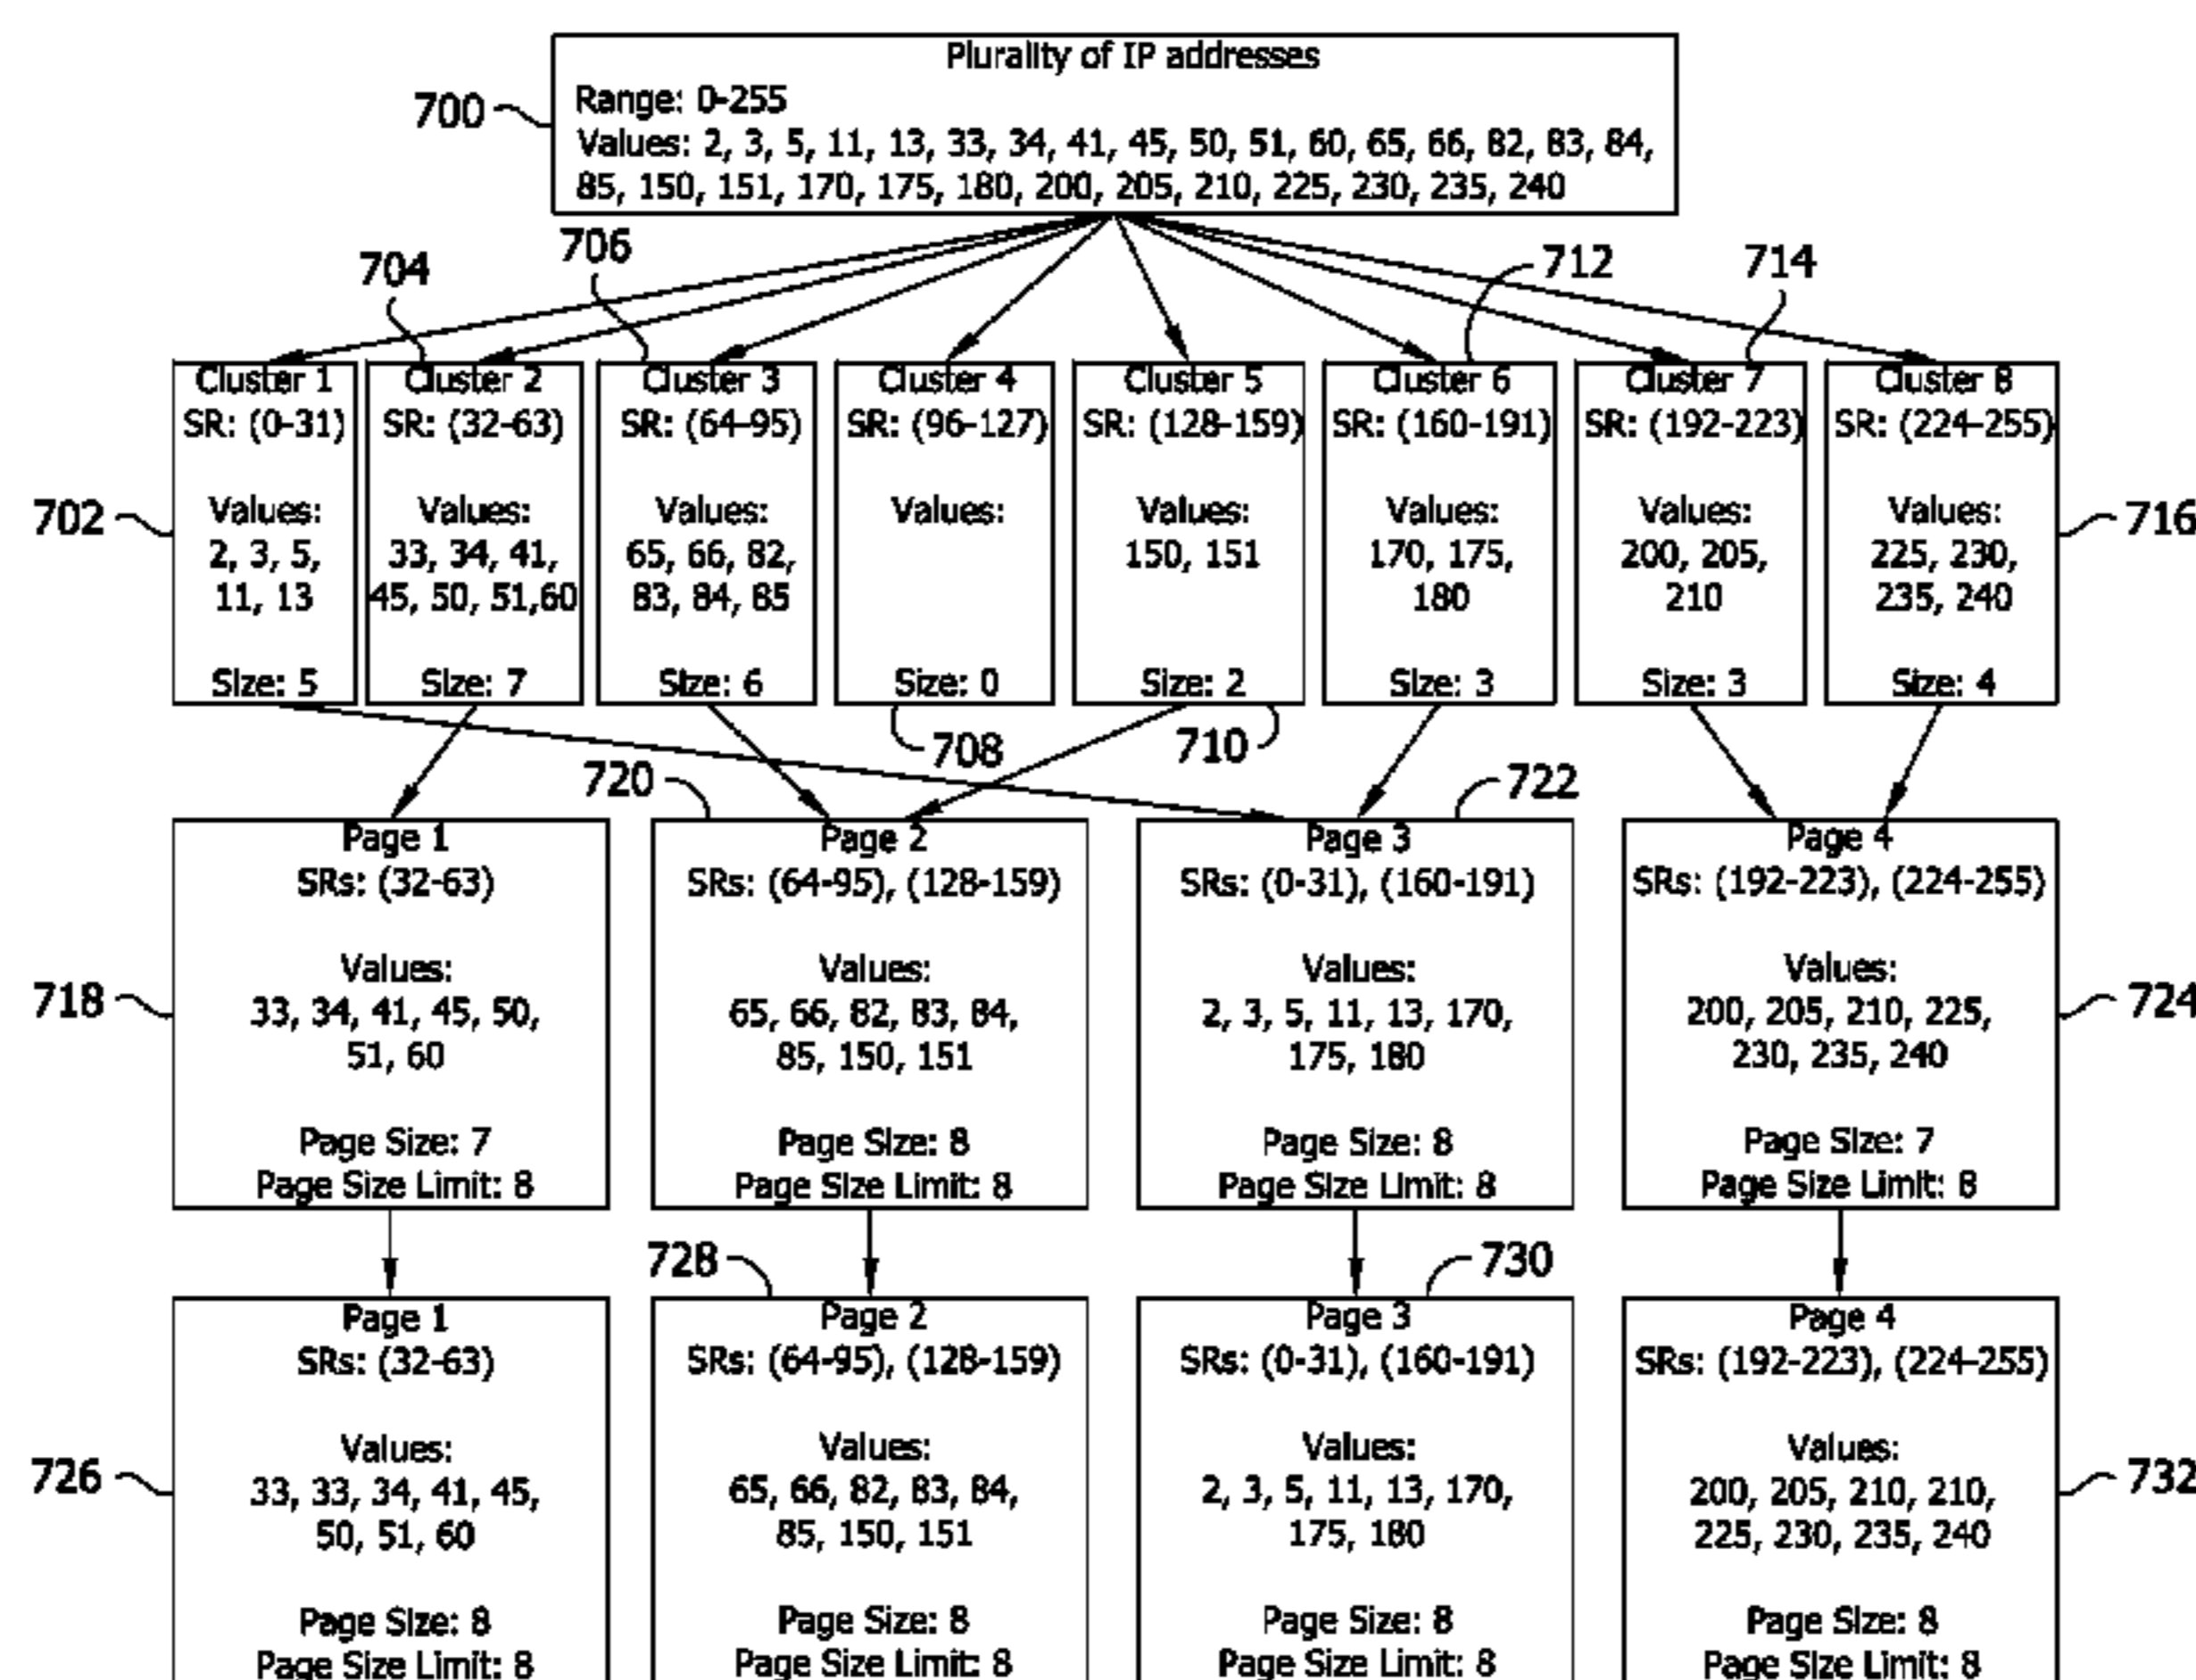 Plurality of IP addresses
700
Range: 0-255
Values: 2, 3, 5, 11, 13, 33, 34, 41, 45, 50, 51, 60, 65, 66, 82, 83, 84,
85, 150, 151, 170, 175, 180, 200, 205, 210, 225, 230, 235, 240
704
706
712
714
Cluster 1
SR: (0-31)
Values:
2, 3, 5,
11, 13
Size: 5
Cluster 2
SR: (32-63)
Values:
33, 34, 41,
45, 50, 51,60
Size: 7
Cluster 3
SR: (64-95)
Values:
65, 66, 82,
83, 84, 85
Size: 6
Cluster 4
SR: (96-127)
Values:
Size: 0
Cluster 5
SR: (128-159)
Values:
150, 151
Size: 2
Cluster 6
SR: (160-191)
Values:
170, 175,
180
Size: 3
Cluster 7
SR: (192-223)
Values:
200, 205,
210
Size: 3
Cluster 8
SR: (224-255)
Values:
225, 230,
235, 240
Size: 4
702
716
708
710
720
722
Page 1
SRs: (32-63)
Values:
33, 34, 41, 45, 50,
51, 60
Page Size: 7
Page Size Limit: 8
Page 2
SRs: (64-95), (128-159)
Values:
65, 66, 82, 83, 84,
85, 150, 151
Page Size: 8
Page Size Limit: 8
Page 3
SRs: (0-31), (160-191)
Values:
2, 3, 5, 11, 13, 170,
175, 180
Page Size: 8
Page Size Limit: 8
Page 4
SRs: (192-223), (224-255)
Values:
200, 205, 210, 225,
230, 235, 240
Page Size: 7
Page Size Limit: 8
718
724
728
730
Page 1
SRs: (32-63)
Values:
33, 33, 34, 41, 45,
50, 51, 60
Page Size: 8
Page Size Limit: 8
Page 2
SRs: (64-95), (128-159)
Values:
65, 66, 82, 83, 84,
85, 150, 151
Page Size: 8
Page Size Limit: 8
Page 3
SRs: (0-31), (160-191)
Values:
2, 3, 5, 11, 13, 170,
175, 180
Page Size: 8
Page Size Limit: 8
Page 4
SRs: (192-223), (224-255)
Values:
200, 205, 210, 210,
225, 230, 235, 240
Page Size: 8
Page Size Limit: 8
726
732